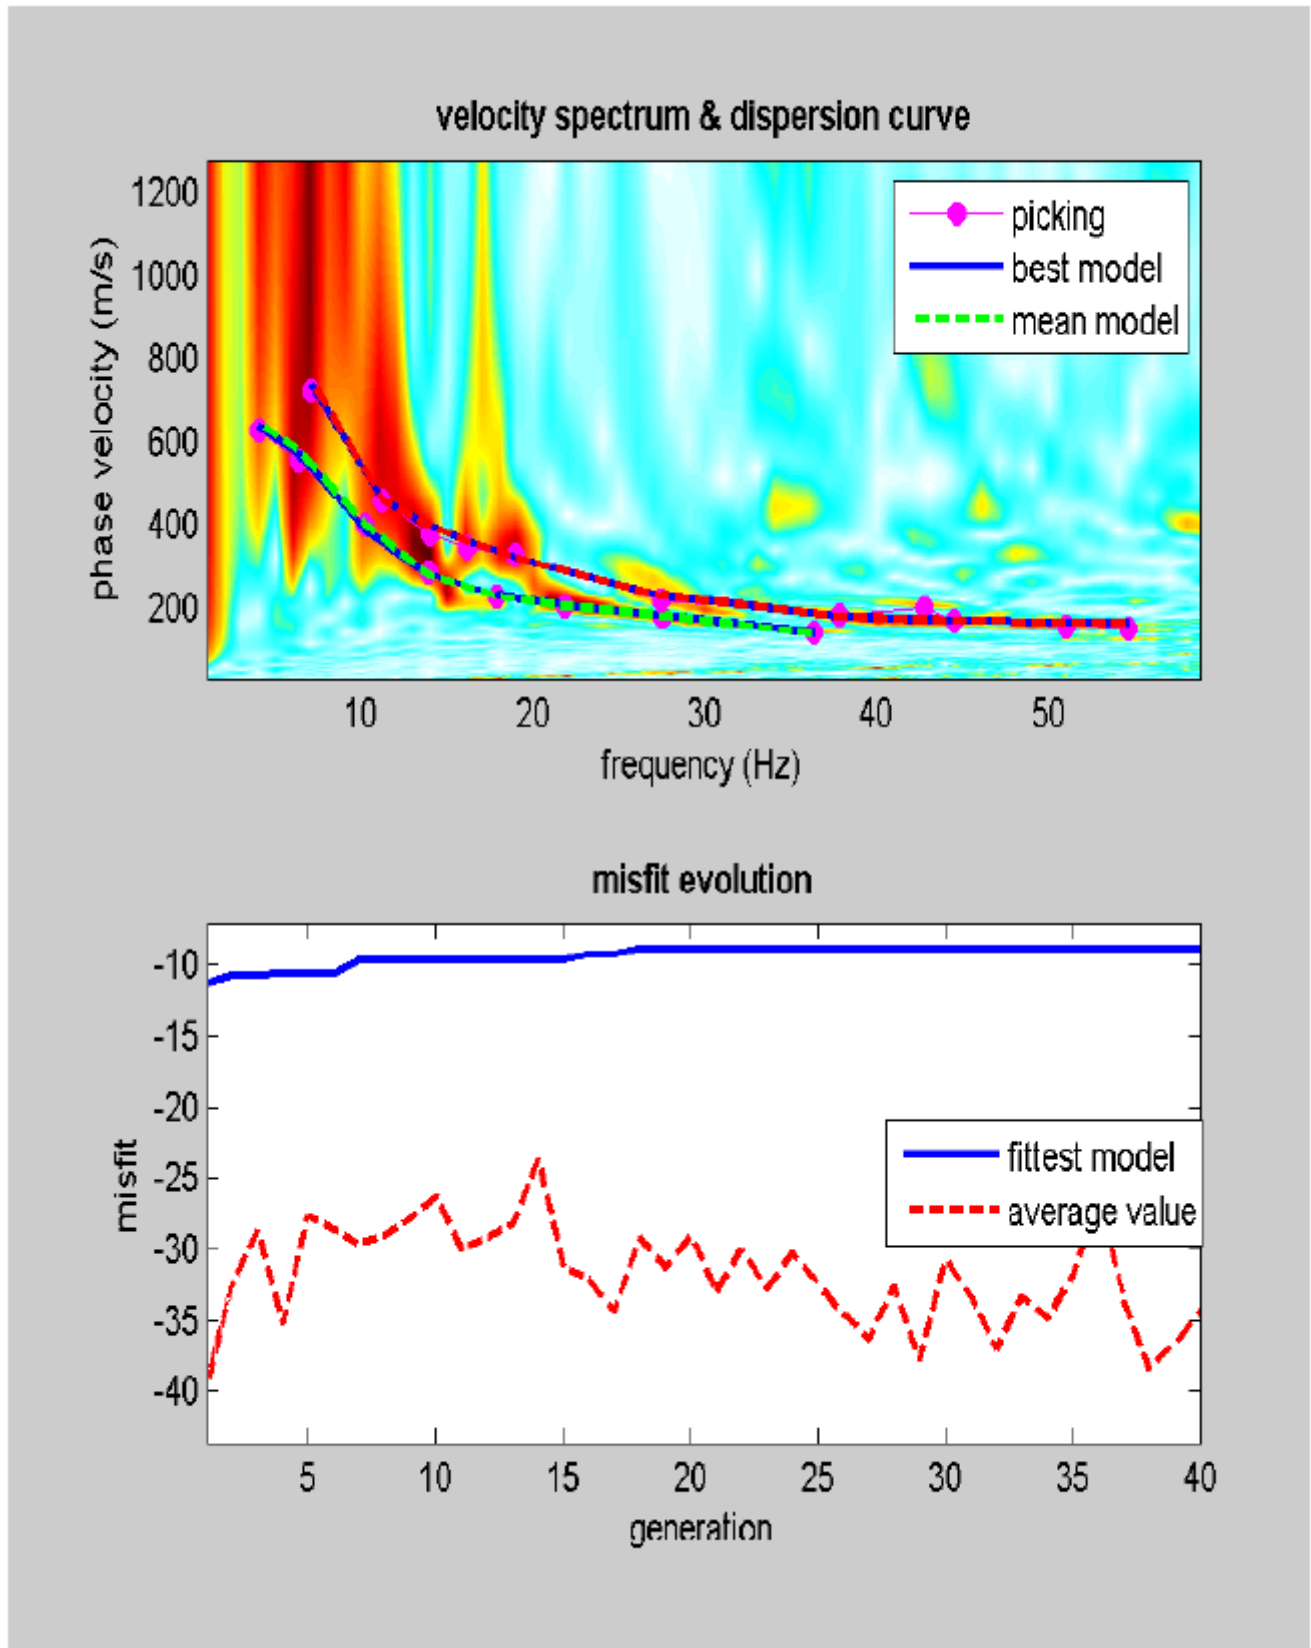 velocity spectrum & dispersion curve
1200
1000
800
600
400
200
phase velocity (m/s)
picking
best model
mean model
10 20 30 40 50
frequency (Hz)
misfit evolution
-10
-15
-20
-25
-30
-35
-40
misfit
fittest model
average value
5 10 15 20 25 30 35 40
generation